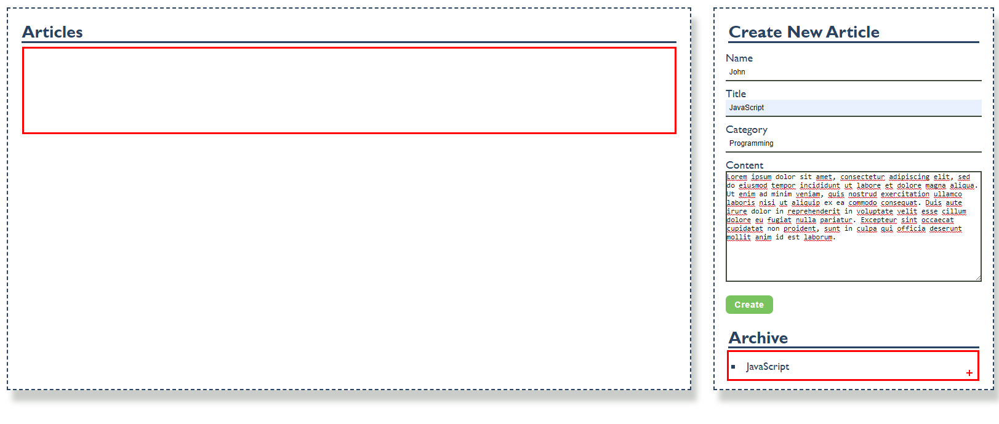 Articles
Create New Article
Name
John
Title
JavaScript
Category
Programming
Content
Lorem ipsum dolor sit amet, consectetur adipiscing elit, sed
do eiusmod tempor incididunt ut labore et dolore magna aliqua.
Ut enim ad minim veniam, quis nostrud exercitation ullamco
laboris nisi ut aliquip ex ea commodo consequat. Duis aute
irure dolor in reprehenderit in voluptate velit esse cillum
dolore eu fugiat nulla pariatur. Excepteur sint occaecat
cupidatat non proident, sunt in culpa qui officia deserunt
mollit anim id est laborum.
Create
Archive
JavaScript